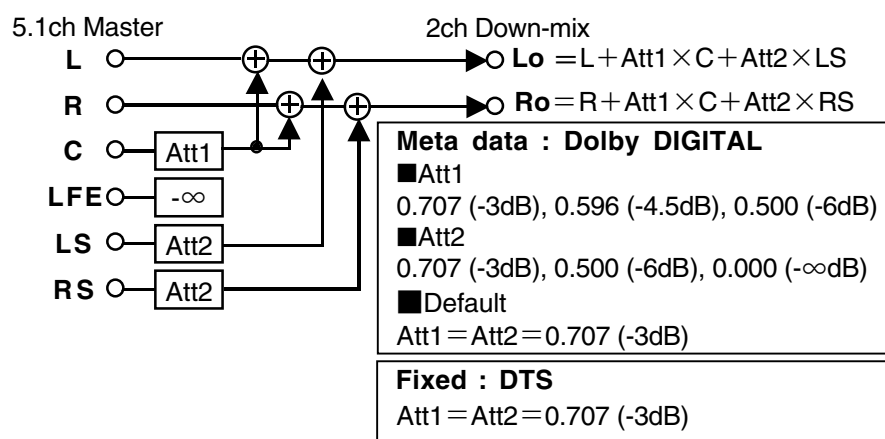 5.1ch Master 2ch Down-mix
L Lo =L+Att1×C+Att2×LS
R Ro=R+Att1×C+Att2×RS
C Att1
LFE -∞
LS Att2
RS Att2
Meta data : Dolby DIGITAL
■Att1
0.707 (-3dB), 0.596 (-4.5dB), 0.500 (-6dB)
■Att2
0.707 (-3dB), 0.500 (-6dB), 0.000 (-∞dB)
■Default
Att1=Att2=0.707 (-3dB)
Fixed : DTS
Att1=Att2=0.707 (-3dB)